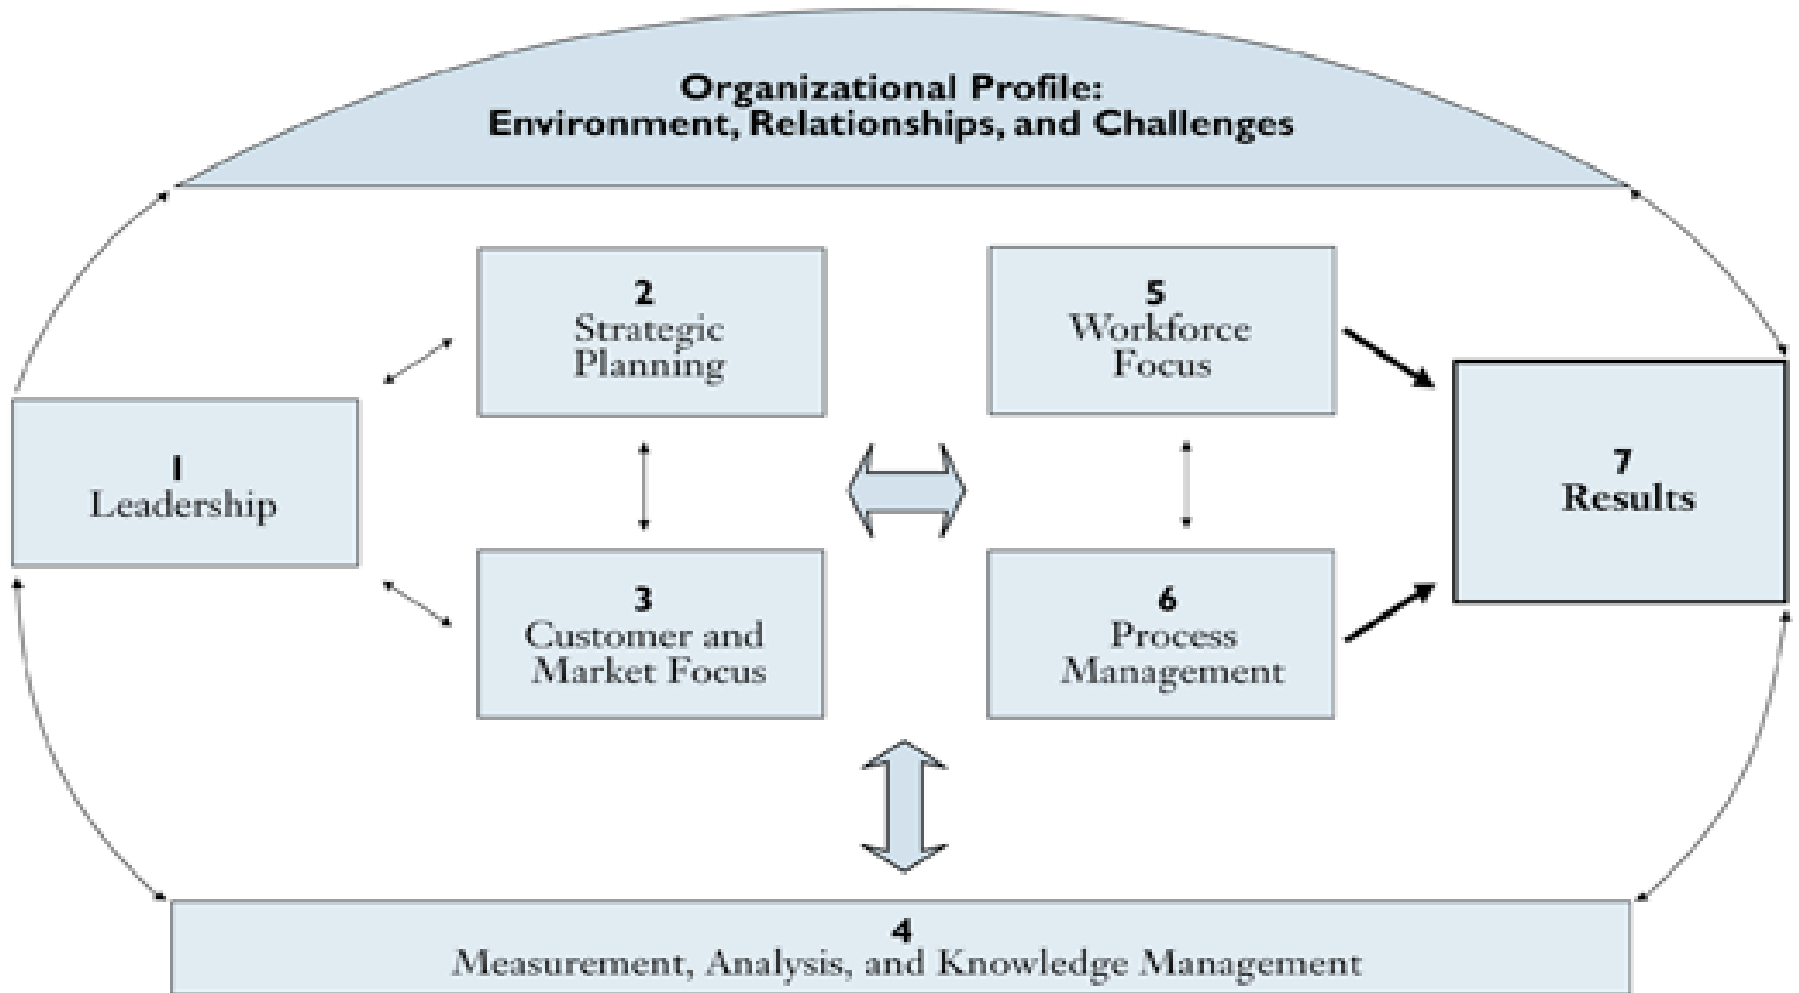 Organizational Profile:
Environment, Relationships, and Challenges
2
Strategic
Planning
5
Workforce
Focus
1
Leadership
7
Results
3
Customer and
Market Focus
6
Process
Management
4
Measurement, Analysis, and Knowledge Management